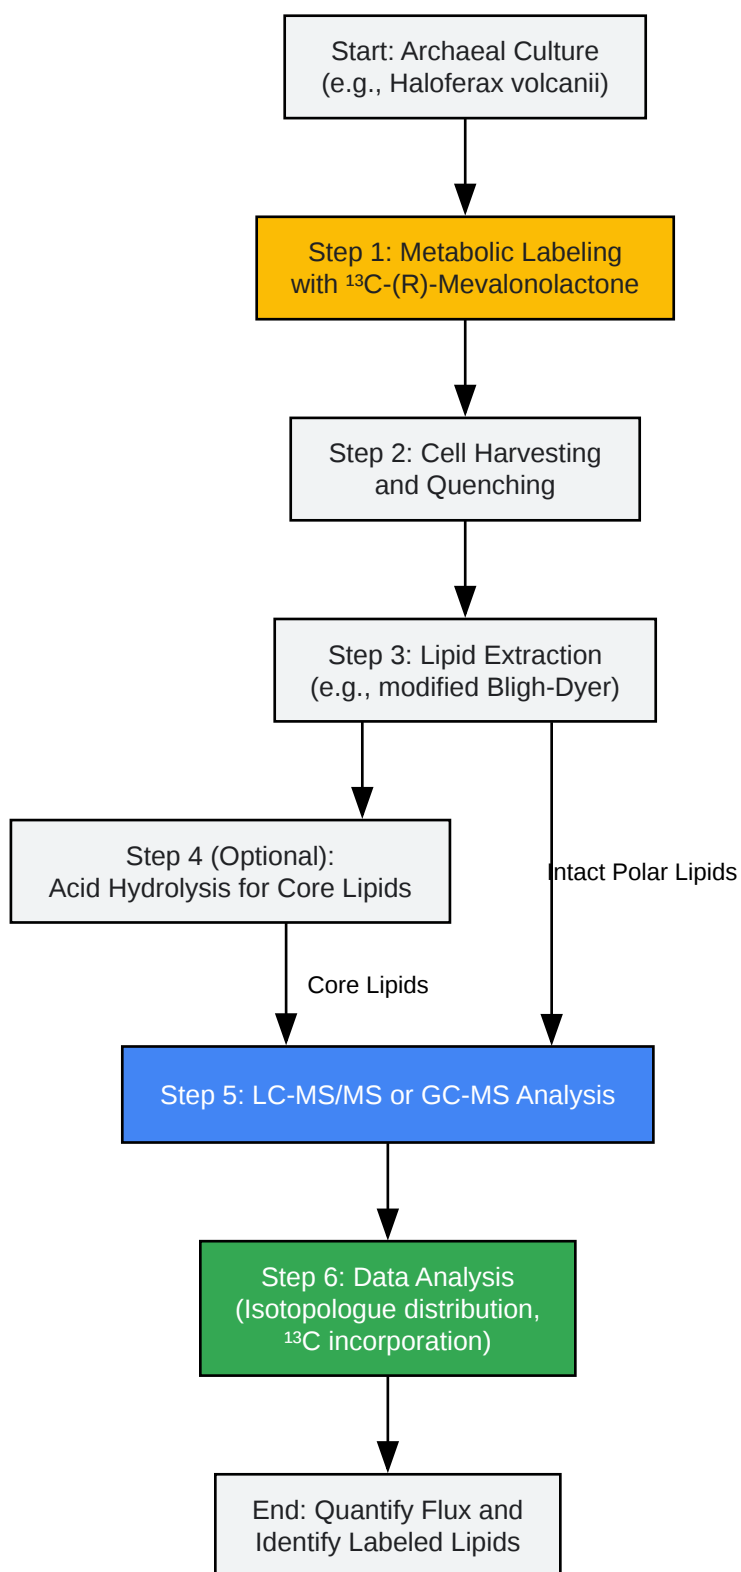 Start: Archaeal Culture
(e.g., Haloferax volcanii)
Step 1: Metabolic Labeling
with ¹³C-(R)-Mevalonolactone
Step 2: Cell Harvesting
and Quenching
Step 3: Lipid Extraction
(e.g., modified Bligh-Dyer)
Step 4 (Optional):
Acid Hydrolysis for Core Lipids
Intact Polar Lipids
Core Lipids
Step 5: LC-MS/MS or GC-MS Analysis
Step 6: Data Analysis
(Isotopologue distribution,
¹³C incorporation)
End: Quantify Flux and
Identify Labeled Lipids